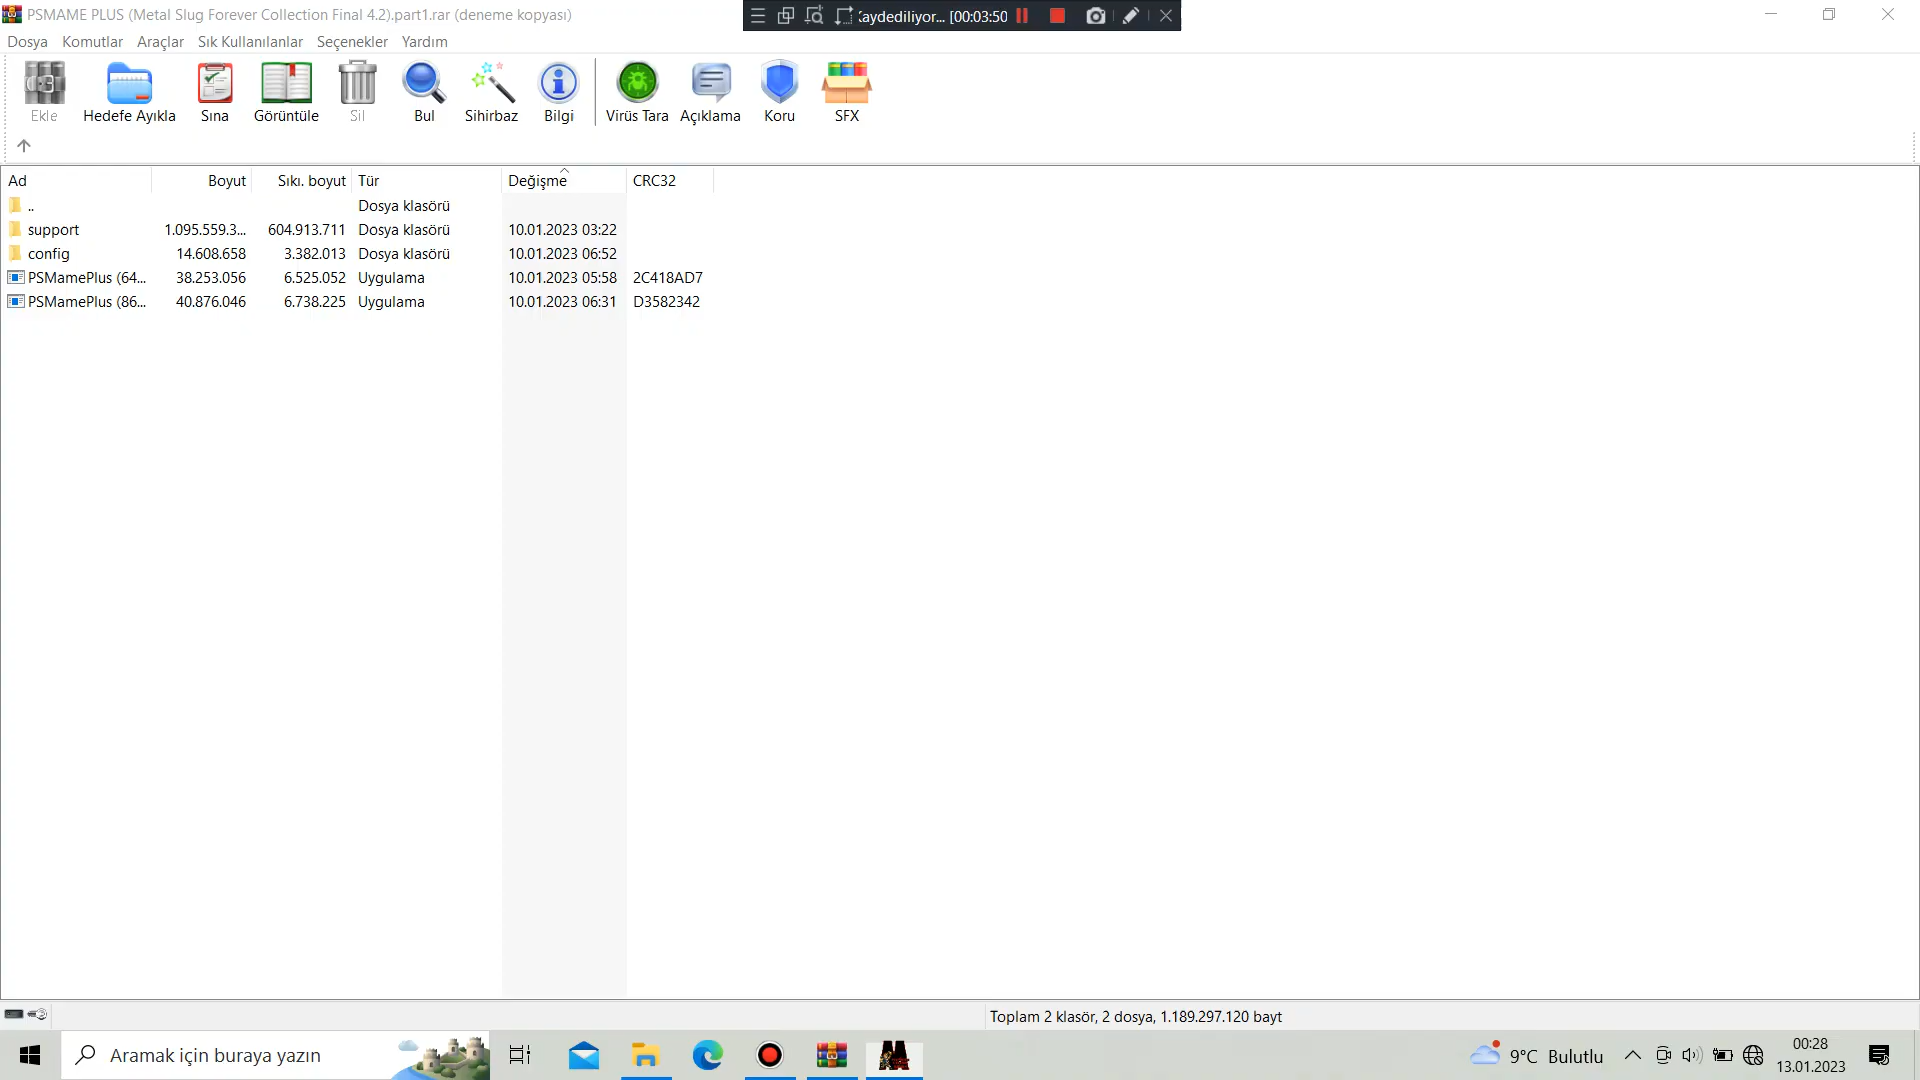 PSMAME PLUS (Metal Slug Forever Collection Final 4.2).part1.rar (deneme kopyası)
aydediliyor... [00:03:50
Dosya Komutlar Araçlar Sık Kullanılanlar Seçenekler Yardım
Ekle Hedefe Ayıkla Sına Görüntüle Sil Bul Sihirbaz Bilgi Virüs Tara Açıklama Koru SFX
Ad Boyut Sıkı. boyut Tür Değişme CRC32
.. Dosya klasörü
support 1.095.559.3... 604.913.711 Dosya klasörü 10.01.2023 03:22
config 14.608.658 3.382.013 Dosya klasörü 10.01.2023 06:52
PSMamePlus (64... 38.253.056 6.525.052 Uygulama 10.01.2023 05:58 2C418AD7
PSMamePlus (86... 40.876.046 6.738.225 Uygulama 10.01.2023 06:31 D3582342
Toplam 2 klasör, 2 dosya, 1.189.297.120 bayt
Aramak için buraya yazın
9°C Bulutlu
00:28
13.01.2023